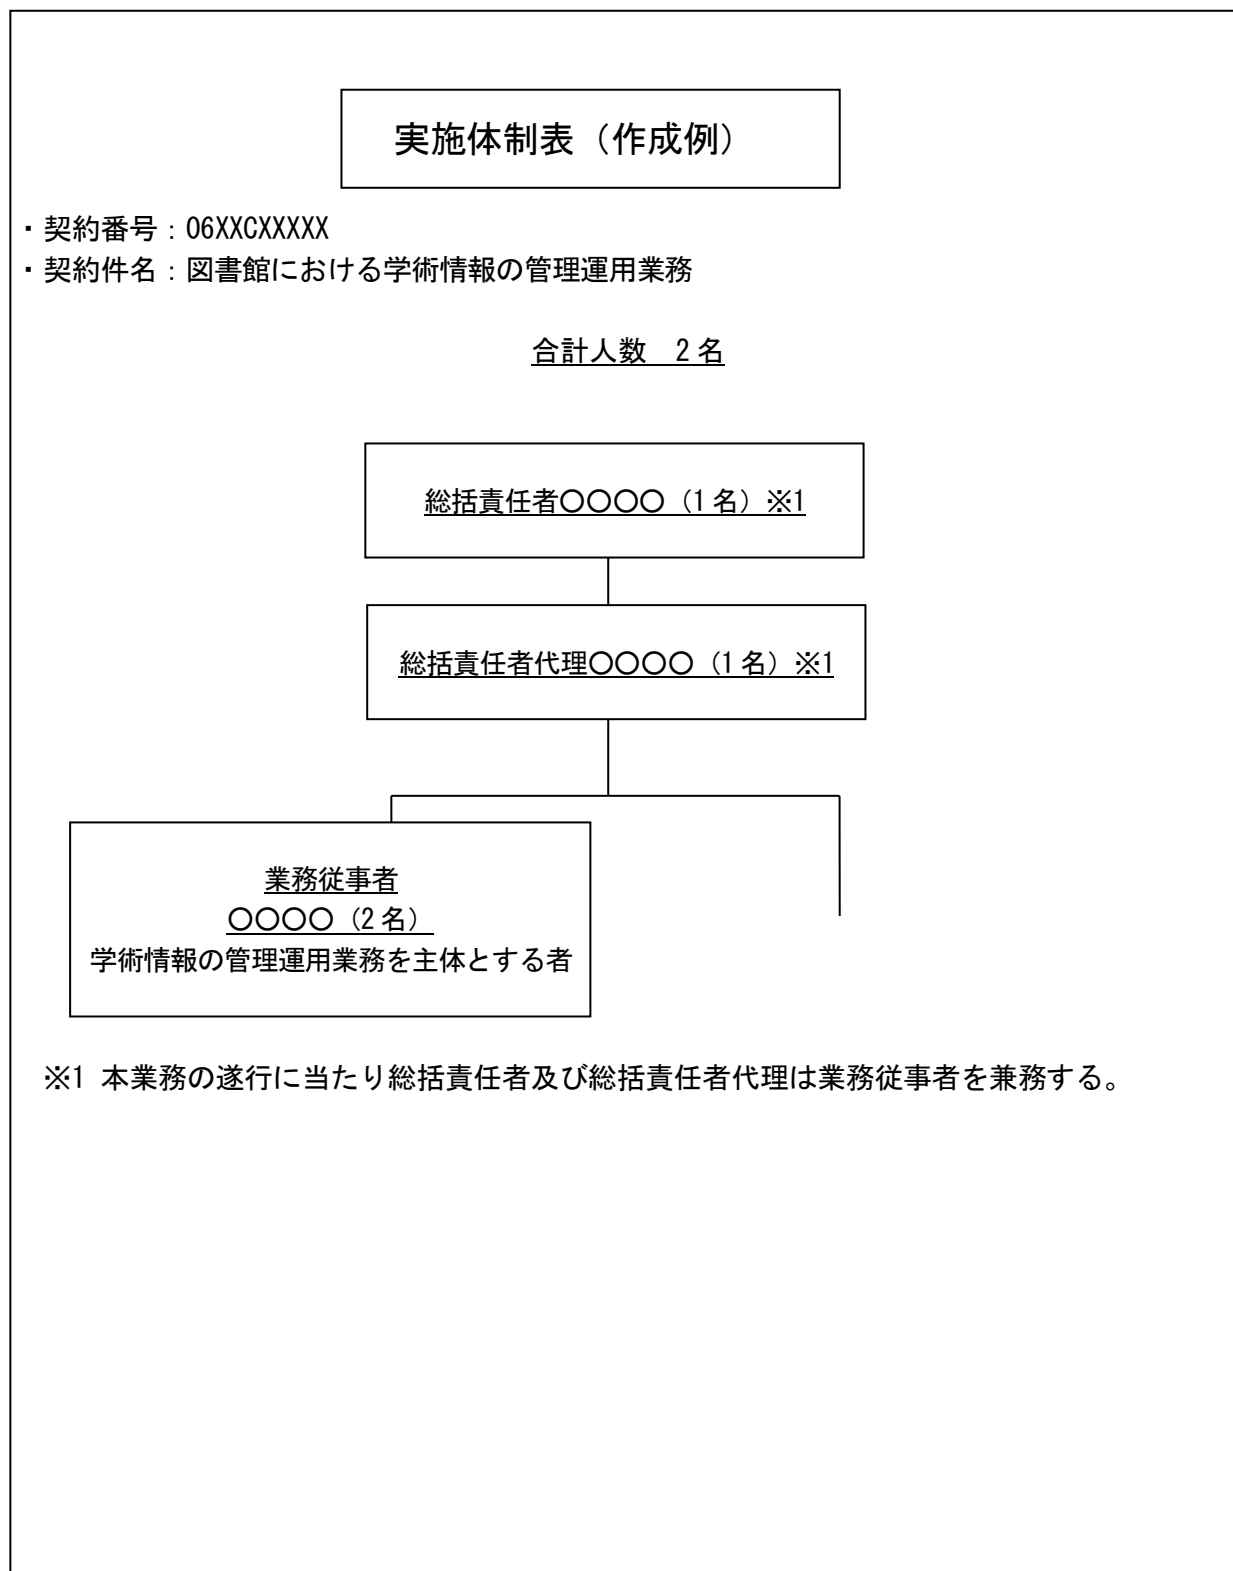 実施体制表（作成例）
・契約番号：06XXCXXXXX
・契約件名：図書館における学術情報の管理運用業務
合計人数　2名
総括責任者〇〇〇〇（1名）※1
総括責任者代理〇〇〇〇（1名）※1
業務従事者
〇〇〇〇（2名）
学術情報の管理運用業務を主体とする者
※1 本業務の遂行に当たり総括責任者及び総括責任者代理は業務従事者を兼務する。